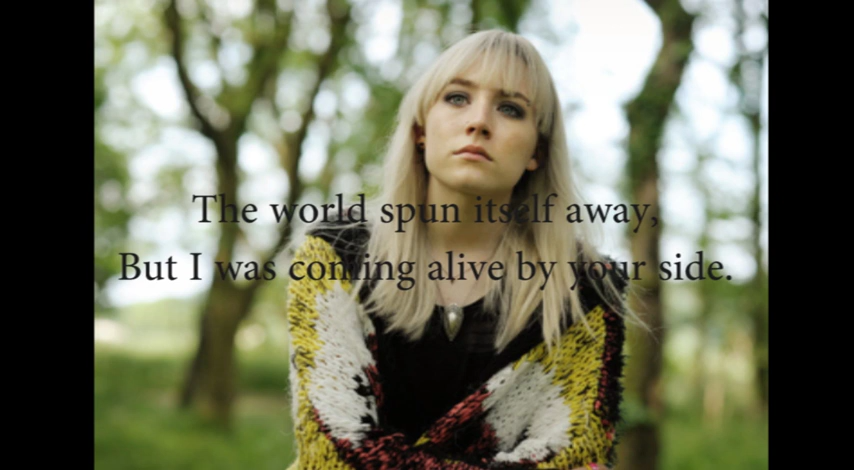 The world spun itself away,
But I was coming alive by your side.